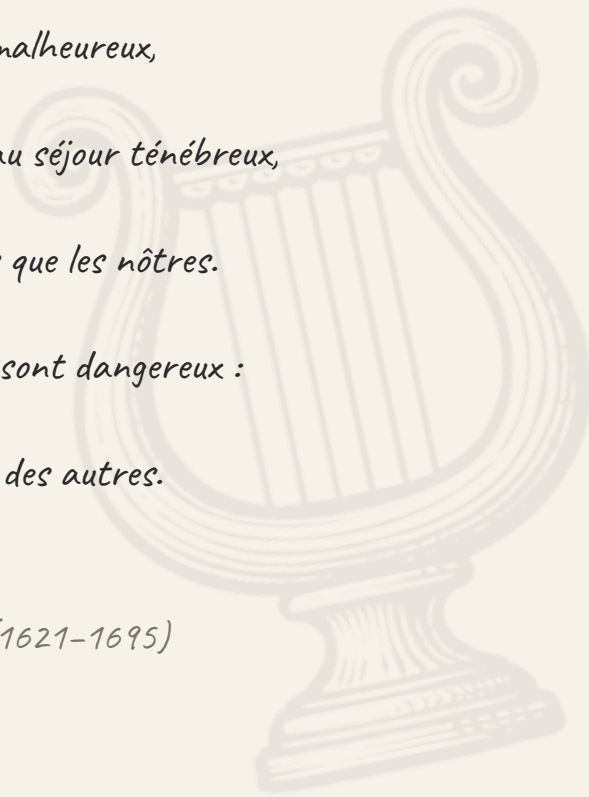 malheureux,
au séjour ténébreux,
que les nôtres.
sont dangereux :
des autres.
(1621–1695)